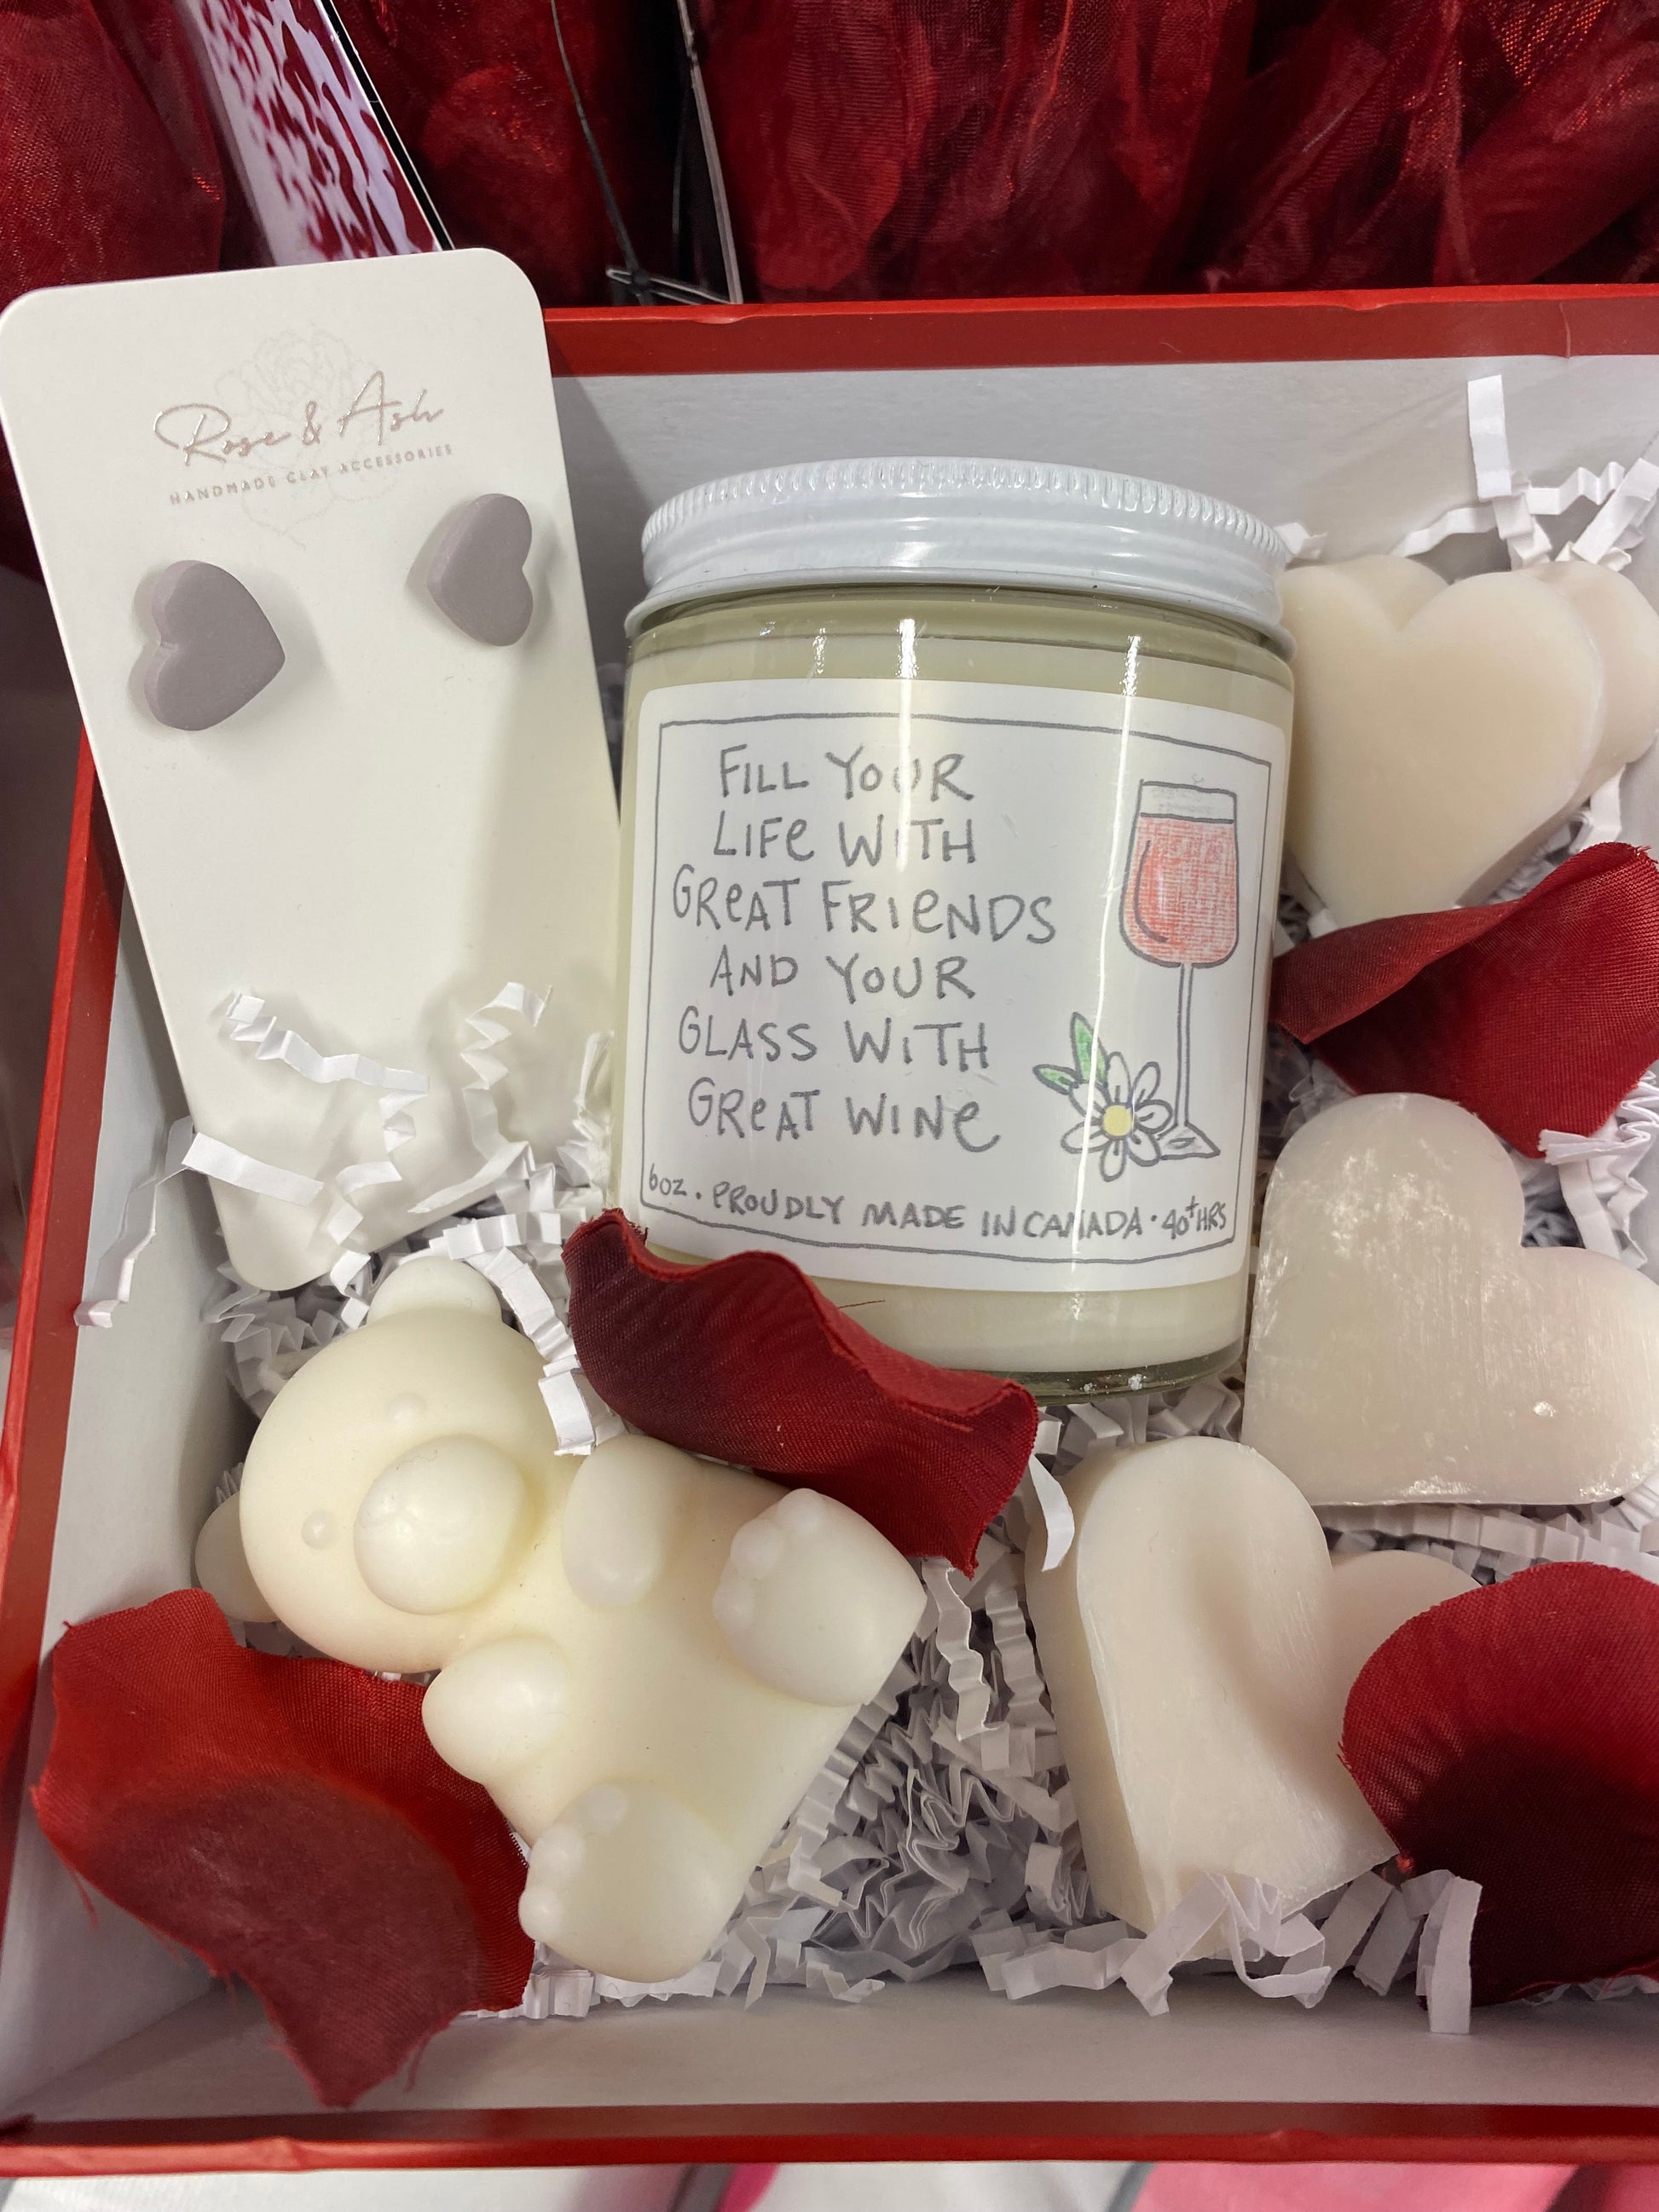 Rose & Ash
HANDMADE CLAY ACCESSORIES
FILL YOUR
LIFe WITH
GReAT FRIeNDS
AND YOUR
GLASS WITH
GReAT WINe
6oz. PROUDLY MADE IN CANADA · 40+ HRS